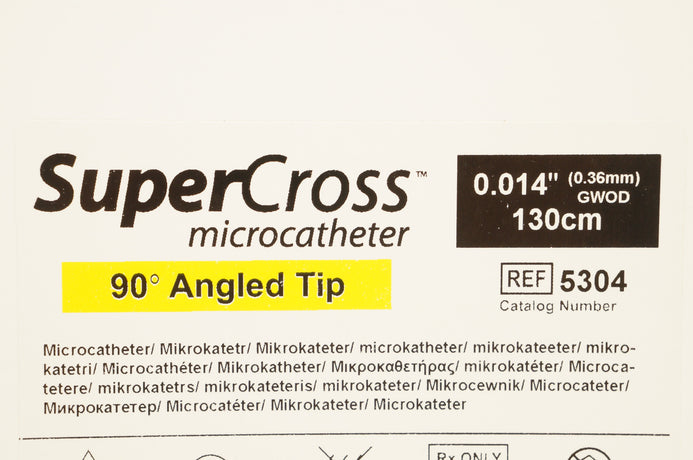 SuperCross™
microcatheter
90° Angled Tip
0.014" (0.36mm)
GWOD
130cm
REF 5304
Catalog Number
Microcatheter/ Mikrokatetr/ Mikrokateter/ microkatheter/ mikrokateeter/ mikro-
katetri/ Microcathéter/ Mikrokatheter/ Μικροκαθετήρας/ mikrokatéter/ Microca-
tetere/ mikrokatetrs/ mikrokateteris/ mikrokateter/ Mikrocewnik/ Microcateter/
Микрокатетер/ Microcatéter/ Mikrokateter/ Microkateter
Rx ONLY